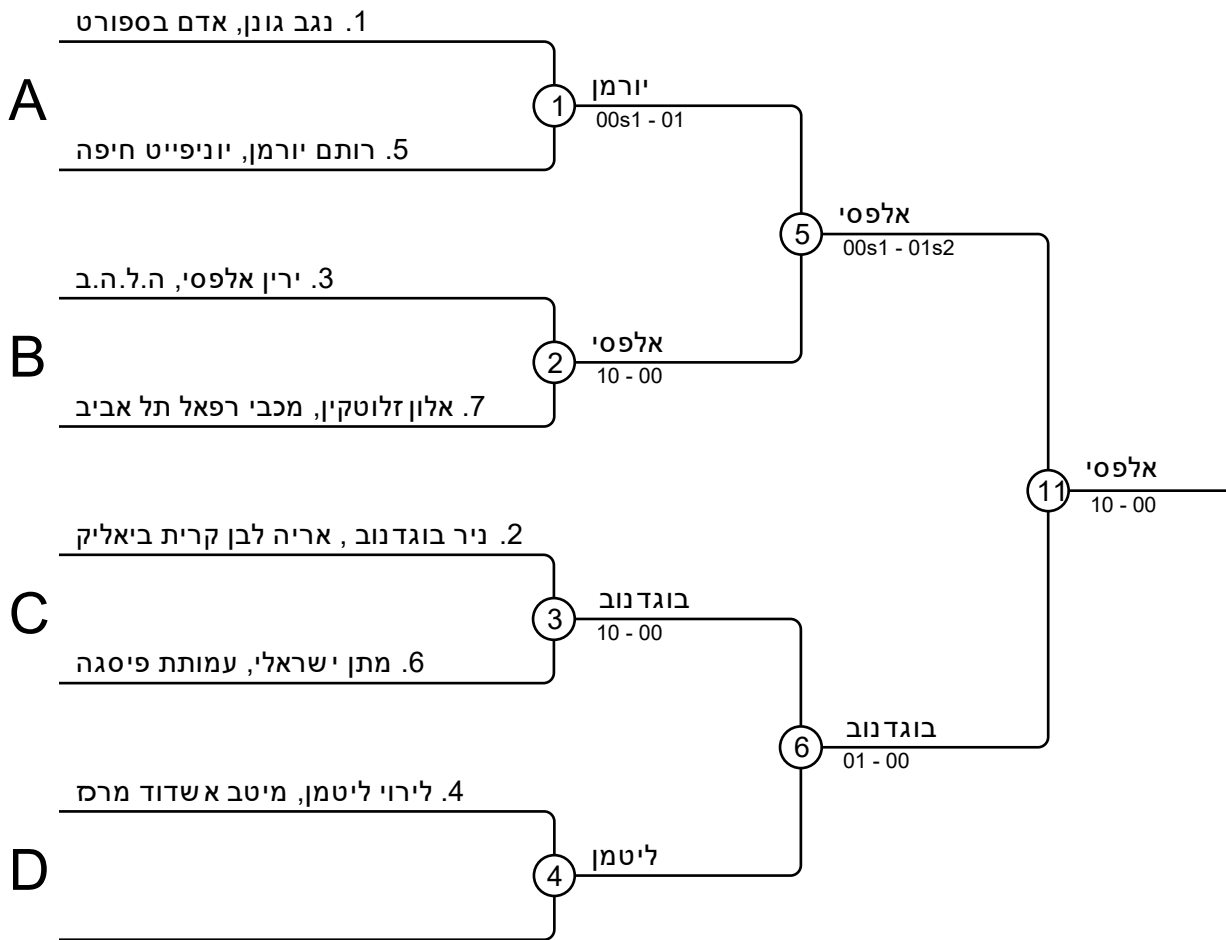 1. נגב גונן, אדם בספורט
A
1
יורמן
00s1 - 01
5. רותם יורמן, יוניפייט חיפה
5
אלפסי
00s1 - 01s2
3. ירין אלפסי, ה.ל.ה.ב
B
2
אלפסי
10 - 00
7. אלון זלוטקין, מכבי רפאל תל אביב
11
אלפסי
10 - 00
2. ניר בוגדנוב , אריה לבן קרית ביאליק
C
3
בוגדנוב
10 - 00
6. מתן ישראלי, עמותת פיסגה
6
בוגדנוב
01 - 00
4. לירוי ליטמן, מיטב אשדוד מרכז
D
4
ליטמן